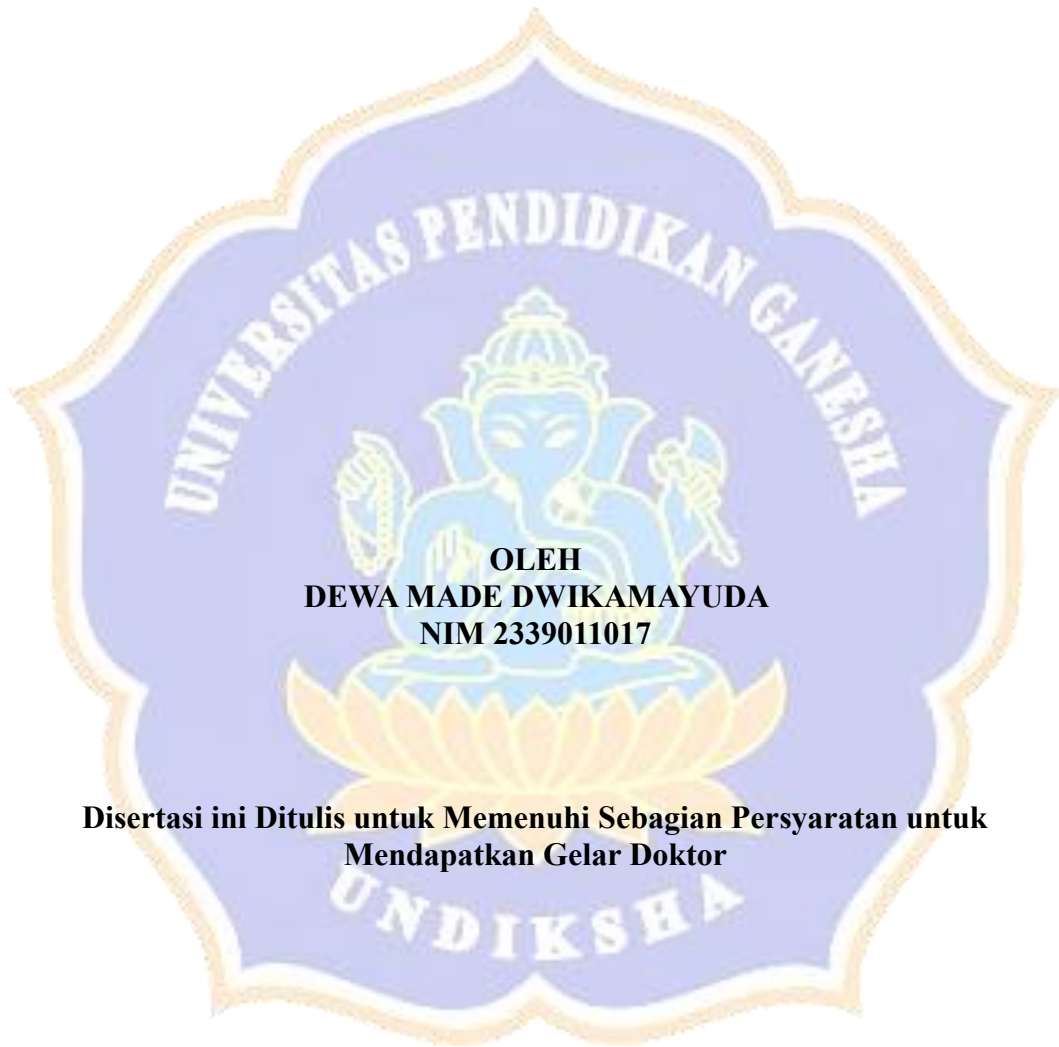 UNIVERSITAS PENDIDIKAN GANESHA
OLEH
DEWA MADE DWIKAMAYUDA
NIM 2339011017
Disertasi ini Ditulis untuk Memenuhi Sebagian Persyaratan untuk
Mendapatkan Gelar Doktor
UNDIKSHA